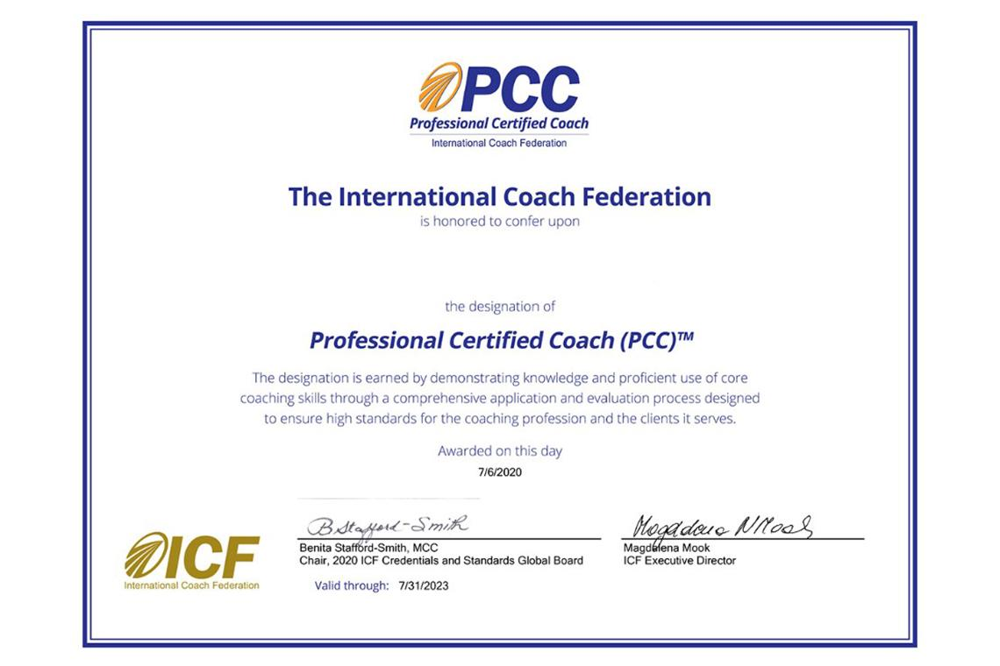 PCC
Professional Certified Coach
International Coach Federation
The International Coach Federation
is honored to confer upon
the designation of
Professional Certified Coach (PCC)™
The designation is earned by demonstrating knowledge and proficient use of core
coaching skills through a comprehensive application and evaluation process designed
to ensure high standards for the coaching profession and the clients it serves.
Awarded on this day
7/6/2020
B Stafford-Smith
Magdalena N Mook
Benita Stafford-Smith, MCC
Chair, 2020 ICF Credentials and Standards Global Board
Magdalena Mook
ICF Executive Director
ICF
International Coach Federation
Valid through: 7/31/2023